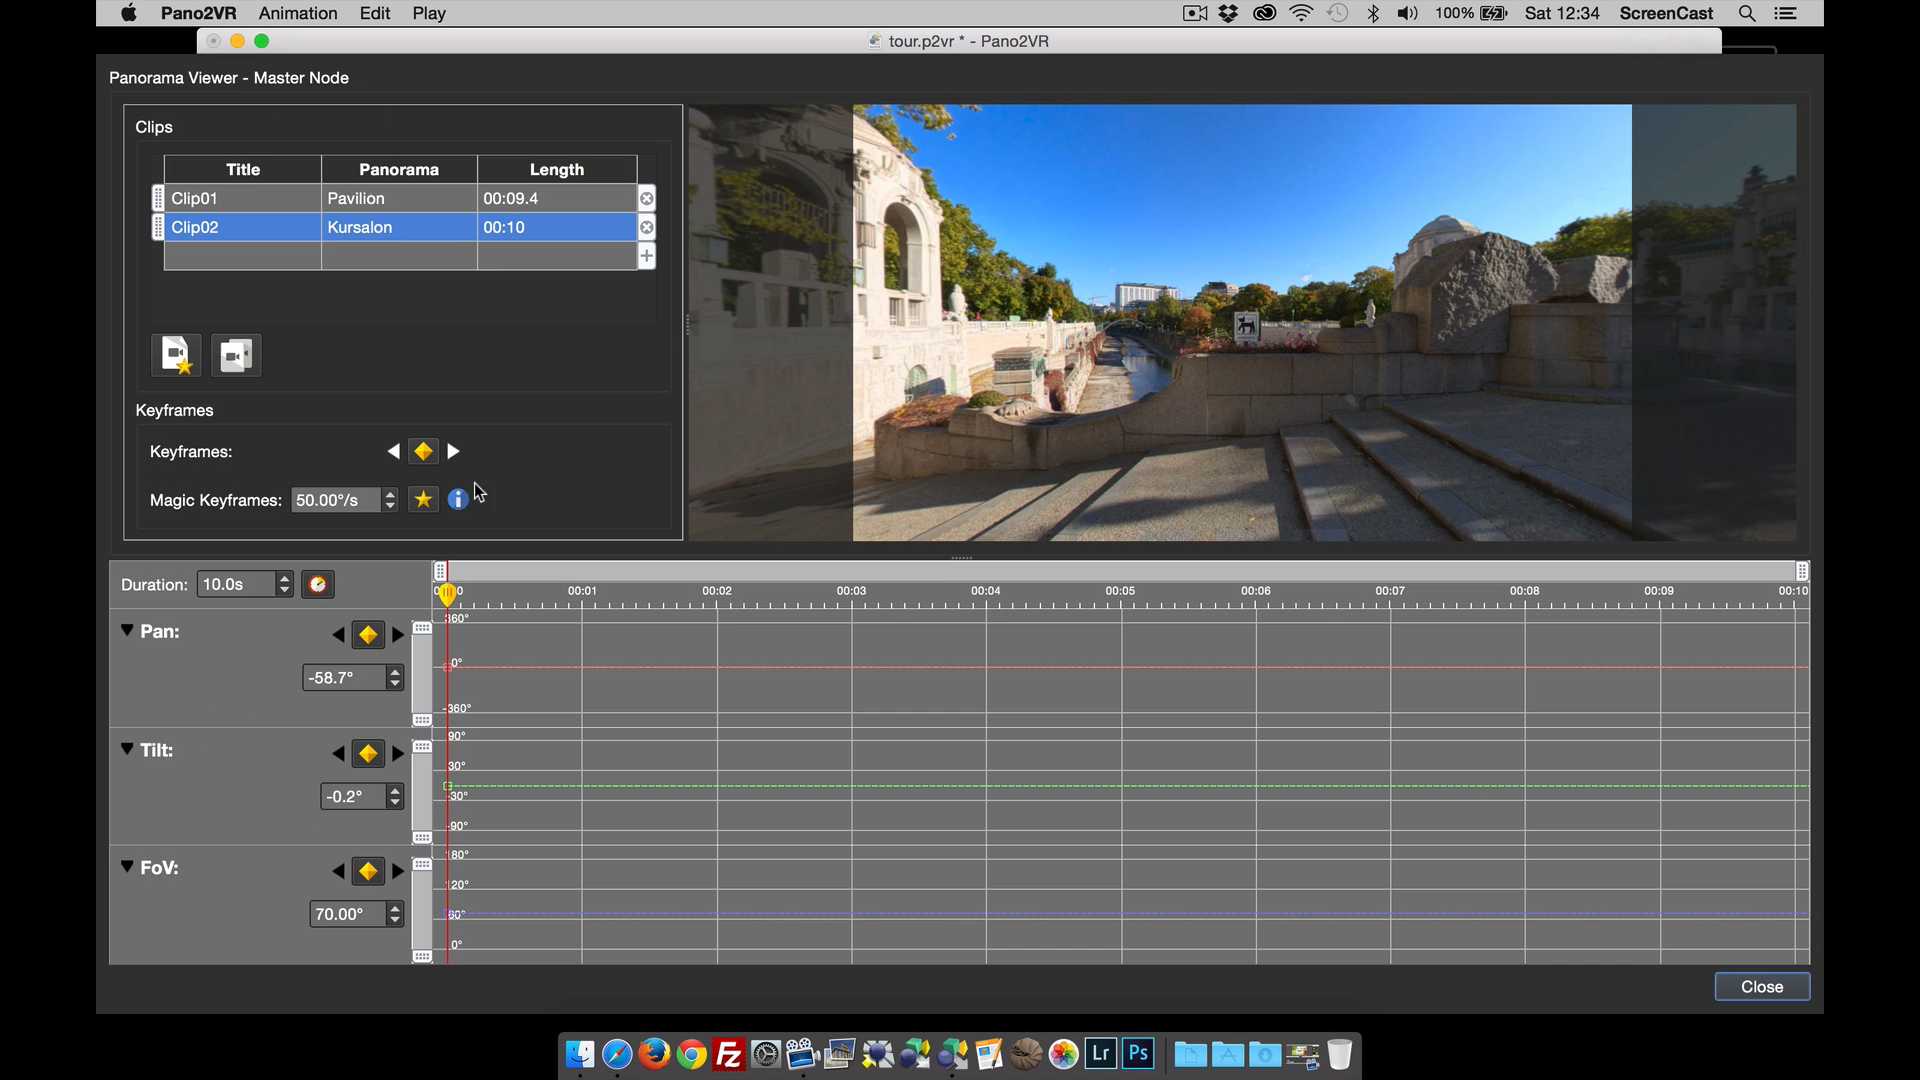 Pano2VR Animation Edit Play 100% Sat 12:34 ScreenCast
tour.p2vr * - Pano2VR
Panorama Viewer - Master Node
Clips
Title Panorama Length
Clip01 Pavilion 00:09.4
Clip02 Kursalon 00:10
Keyframes
Keyframes:
Magic Keyframes: 50.00°/s
Duration: 10.0s
00:01 00:02 00:03 00:04 00:05 00:06 00:07 00:08 00:09 00:10
Pan:
-58.7°
360°
0°
-360°
Tilt:
-0.2°
90°
30°
-30°
-90°
FoV:
70.00°
180°
120°
60°
0°
Close
Fz Lr Ps